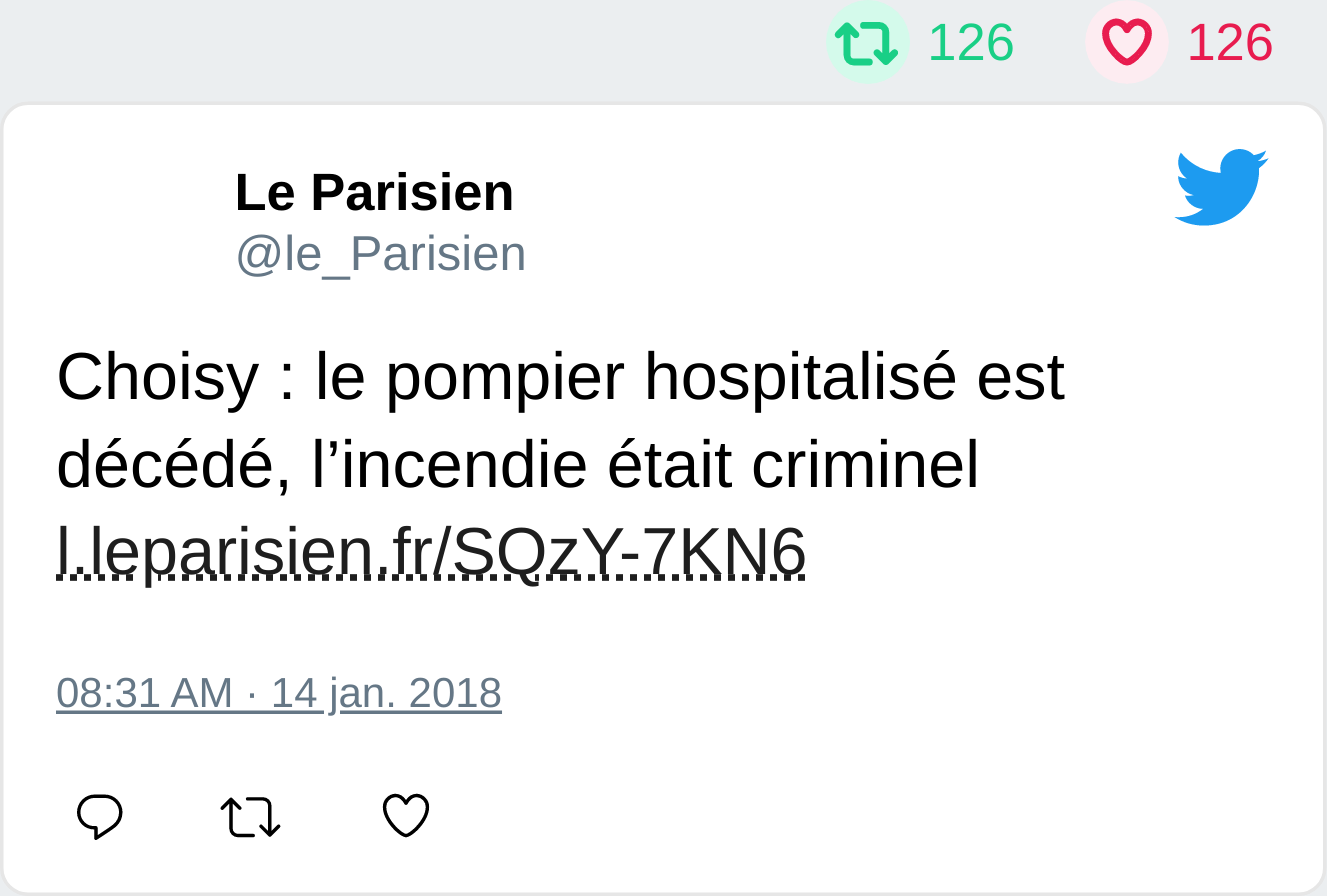 126 126
Le Parisien
@le_Parisien
Choisy : le pompier hospitalisé est
décédé, l’incendie était criminel
l.leparisien.fr/SQzY-7KN6
08:31 AM · 14 jan. 2018